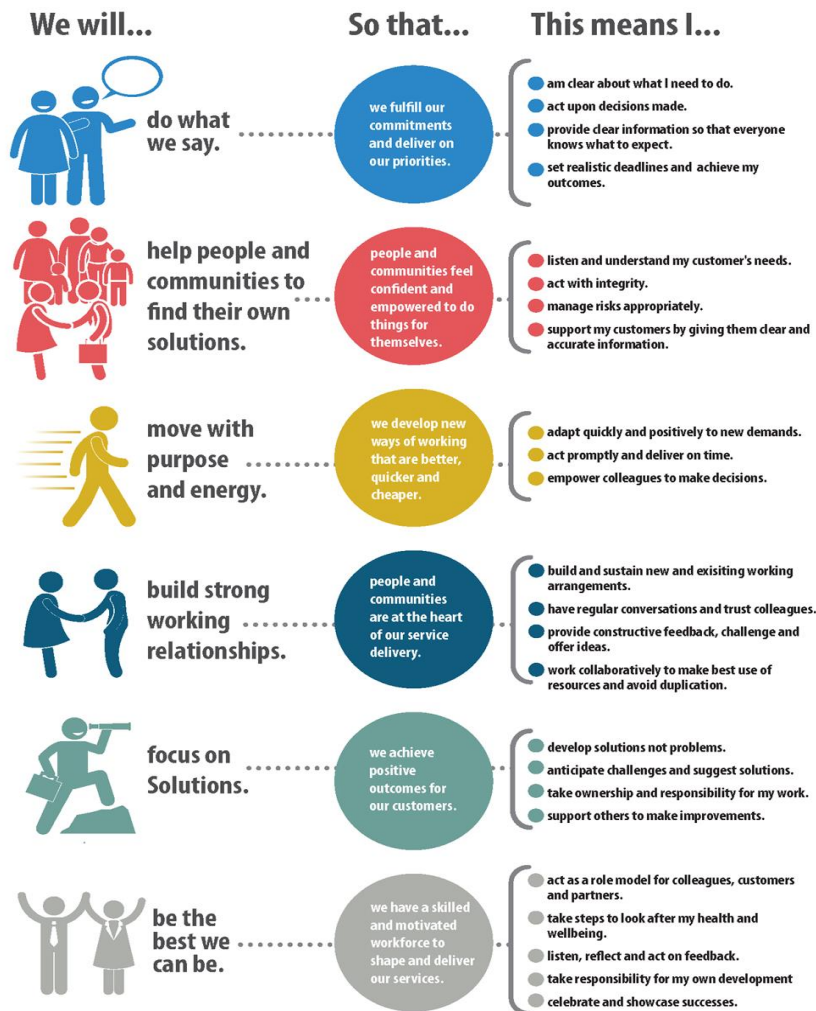 We will...
So that...
This means I...
do what
we say.
we fulfill our
commitments
and deliver on
our priorities.
am clear about what I need to do.
act upon decisions made.
provide clear information so that everyone
knows what to expect.
set realistic deadlines and achieve my
outcomes.
help people and
communities to
find their own
solutions.
people and
communities feel
confident and
empowered to do
things for
themselves.
listen and understand my customer's needs.
act with integrity.
manage risks appropriately.
support my customers by giving them clear and
accurate information.
move with
purpose
and energy.
we develop new
ways of working
that are better,
quicker and
cheaper.
adapt quickly and positively to new demands.
act promptly and deliver on time.
empower colleagues to make decisions.
build strong
working
relationships.
people and
communities
are at the heart
of our service
delivery.
build and sustain new and exisiting working
arrangements.
have regular conversations and trust colleagues.
provide constructive feedback, challenge and
offer ideas.
work collaboratively to make best use of
resources and avoid duplication.
focus on
Solutions.
we achieve
positive
outcomes for
our customers.
develop solutions not problems.
anticipate challenges and suggest solutions.
take ownership and responsibility for my work.
support others to make improvements.
be the
best we
can be.
we have a skilled
and motivated
workforce to
shape and deliver
our services.
act as a role model for colleagues, customers
and partners.
take steps to look after my health and
wellbeing.
listen, reflect and act on feedback.
take responsibility for my own development
celebrate and showcase successes.